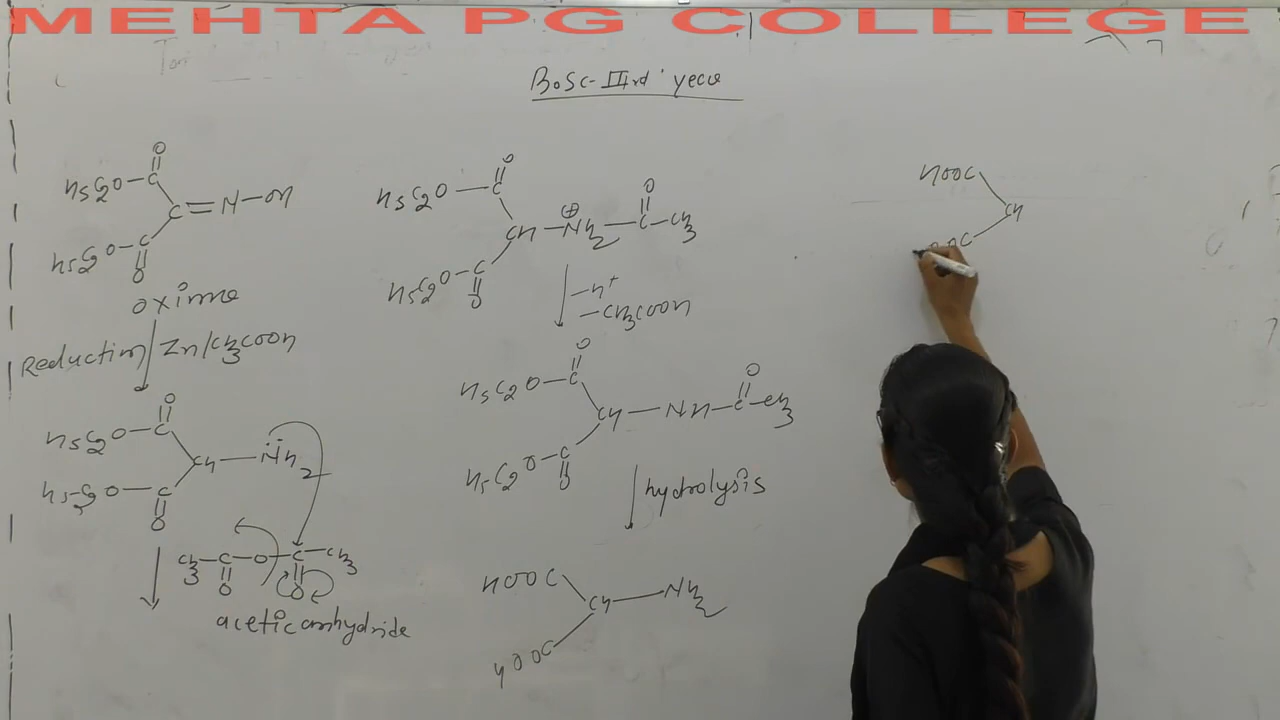 MEHTA PG COLLEGE
B.Sc-IIIrd year
O
H5C2O-C
C=N-OH
H5C2O-C
O
oxime
Reduction Zn/CH3COOH
O
H5C2O-C
CH-NH2
H5C2O-C
O
CH3-C-O-C-CH3
O O
acetic anhydride
O
H5C2O-C O
CH-NH2-C-CH3
⊕
H5C2O-C
O
-H+
-CH3COOH
O
H5C2O-C O
CH-NH-C-CH3
H5C2O-C
O
hydrolysis
HOOC
CH-NH2
HOOC
HOOC
CH
OC